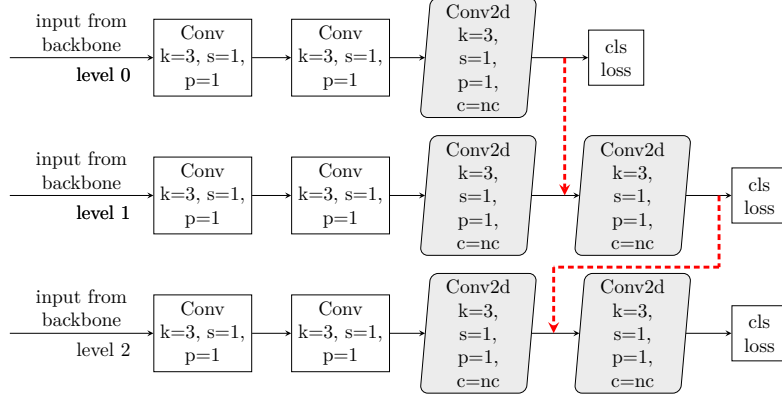 input from
backbone
level 0
Conv
k=3, s=1,
p=1
Conv
k=3, s=1,
p=1
Conv2d
k=3,
s=1,
p=1,
c=nc
cls
loss
input from
backbone
level 1
Conv
k=3, s=1,
p=1
Conv
k=3, s=1,
p=1
Conv2d
k=3,
s=1,
p=1,
c=nc
Conv2d
k=3,
s=1,
p=1,
c=nc
cls
loss
input from
backbone
level 2
Conv
k=3, s=1,
p=1
Conv
k=3, s=1,
p=1
Conv2d
k=3,
s=1,
p=1,
c=nc
Conv2d
k=3,
s=1,
p=1,
c=nc
cls
loss